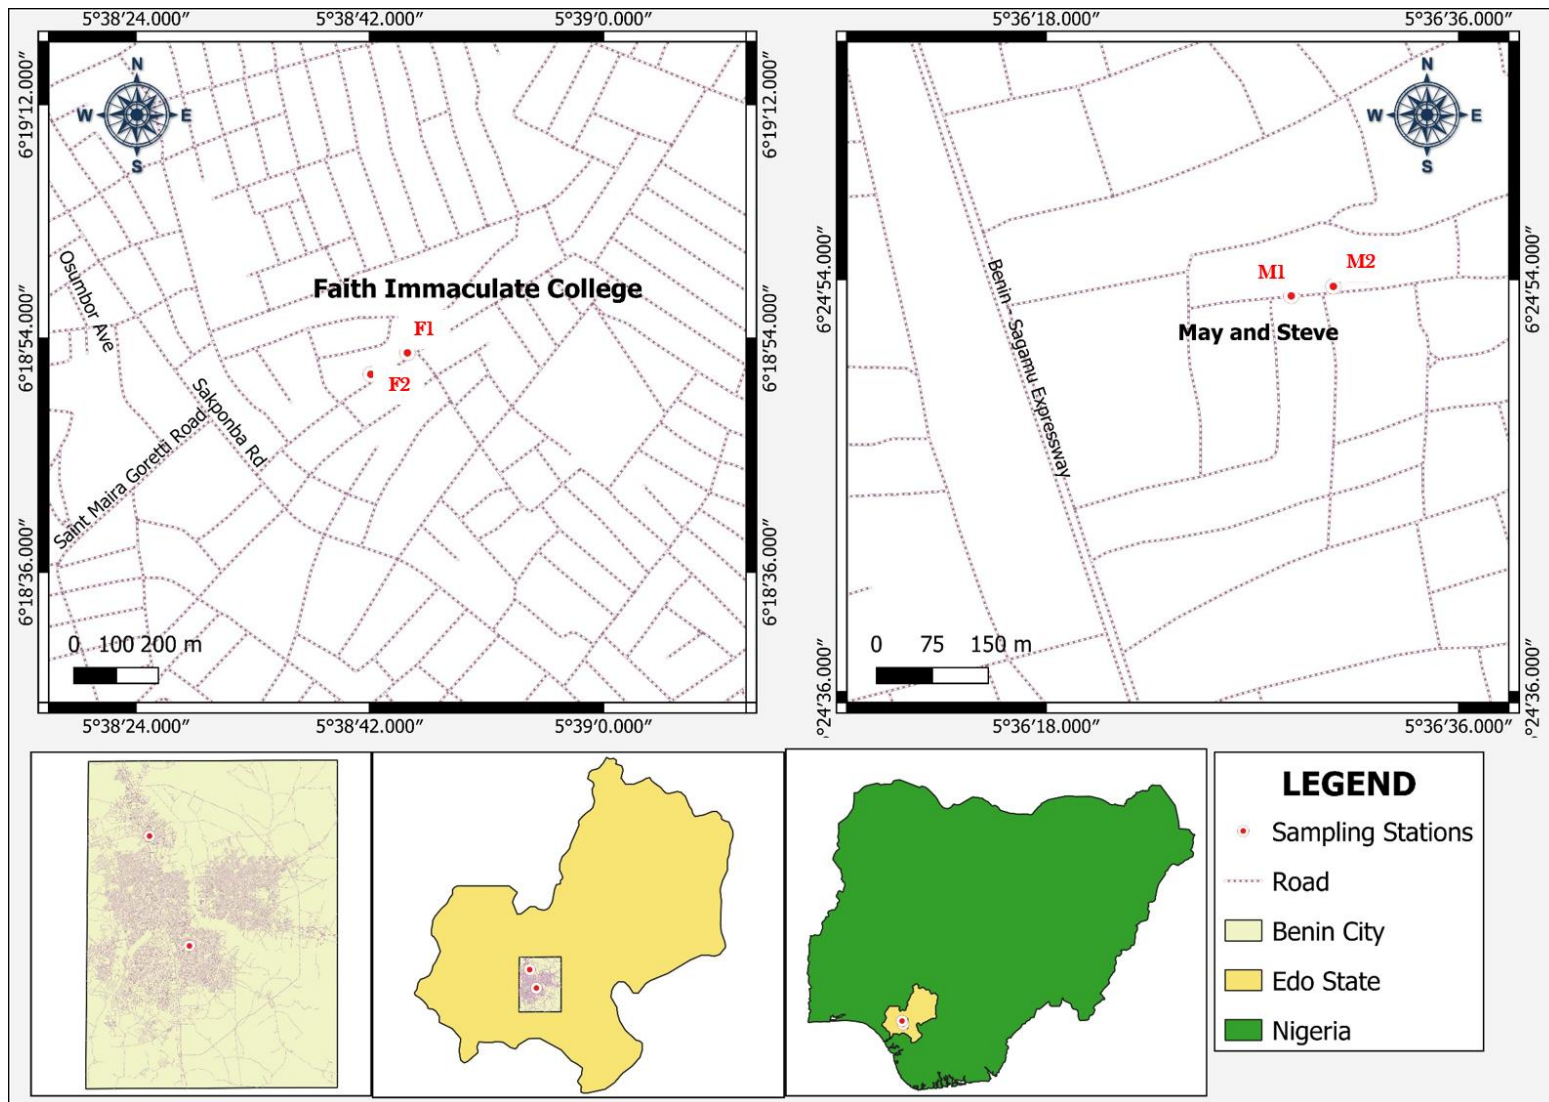 5°38′24.000″ 5°38′42.000″ 5°39′0.000″
6°19′12.000″
6°18′54.000″
6°18′36.000″
N
W E
S
Osumbor Ave
Faith Immaculate College
F1
F2
Sakponba Rd
Saint Maira Goretti Road
0 100 200 m
6°19′12.000″
6°18′54.000″
6°18′36.000″
5°38′24.000″ 5°38′42.000″ 5°39′0.000″
5°36′18.000″ 5°36′36.000″
6°24′54.000″
N
W E
S
Benin - Sagamu Expressway
M1
M2
May and Steve
0 75 150 m
6°24′54.000″
°24′36.000″
°24′36.000″
5°36′18.000″ 5°36′36.000″
LEGEND
Sampling Stations
Road
Benin City
Edo State
Nigeria